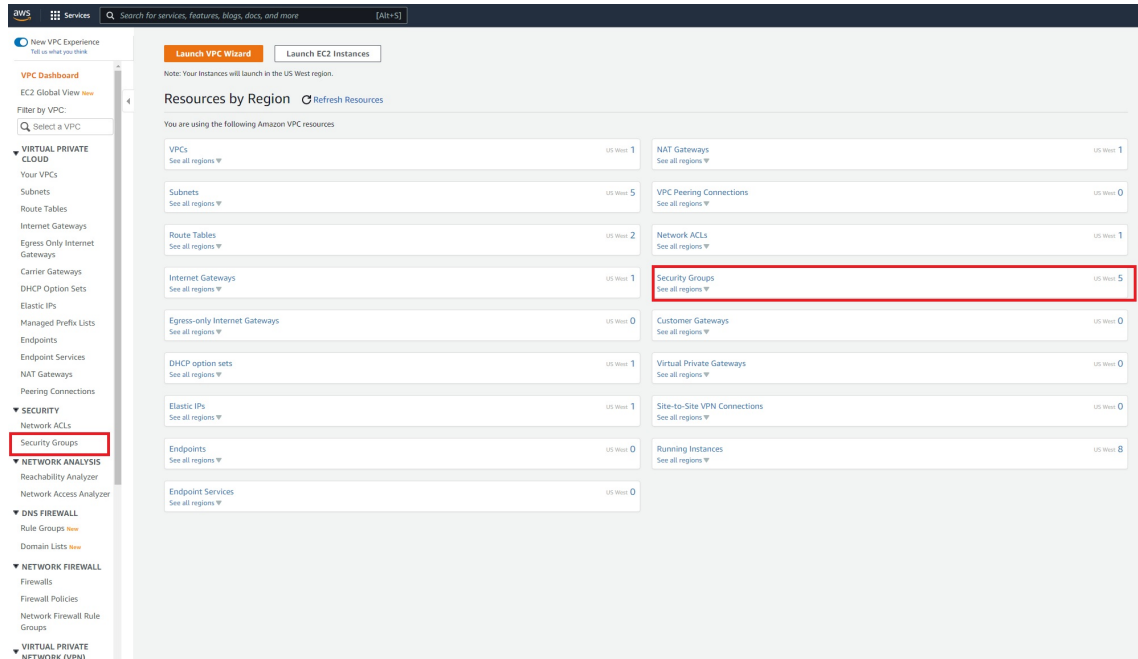 aws
Services
Search for services, features, blogs, docs, and more
[Alt+S]
New VPC Experience
Tell us what you think
VPC Dashboard
EC2 Global View New
Filter by VPC:
Select a VPC
VIRTUAL PRIVATE
CLOUD
Your VPCs
Subnets
Route Tables
Internet Gateways
Egress Only Internet
Gateways
Carrier Gateways
DHCP Option Sets
Elastic IPs
Managed Prefix Lists
Endpoints
Endpoint Services
NAT Gateways
Peering Connections
SECURITY
Network ACLs
Security Groups
NETWORK ANALYSIS
Reachability Analyzer
Network Access Analyzer
DNS FIREWALL
Rule Groups New
Domain Lists New
NETWORK FIREWALL
Firewalls
Firewall Policies
Network Firewall Rule
Groups
VIRTUAL PRIVATE
NETWORK (VPN)
Launch VPC Wizard
Launch EC2 Instances
Note: Your Instances will launch in the US West region.
Resources by Region Refresh Resources
You are using the following Amazon VPC resources
VPCs US West 1
See all regions
Subnets US West 5
See all regions
Route Tables US West 2
See all regions
Internet Gateways US West 1
See all regions
Egress-only Internet Gateways US West 0
See all regions
DHCP option sets US West 1
See all regions
Elastic IPs US West 1
See all regions
Endpoints US West 0
See all regions
Endpoint Services US West 0
See all regions
NAT Gateways US West 1
See all regions
VPC Peering Connections US West 0
See all regions
Network ACLs US West 1
See all regions
Security Groups US West 5
See all regions
Customer Gateways US West 0
See all regions
Virtual Private Gateways US West 0
See all regions
Site-to-Site VPN Connections US West 0
See all regions
Running Instances US West 8
See all regions